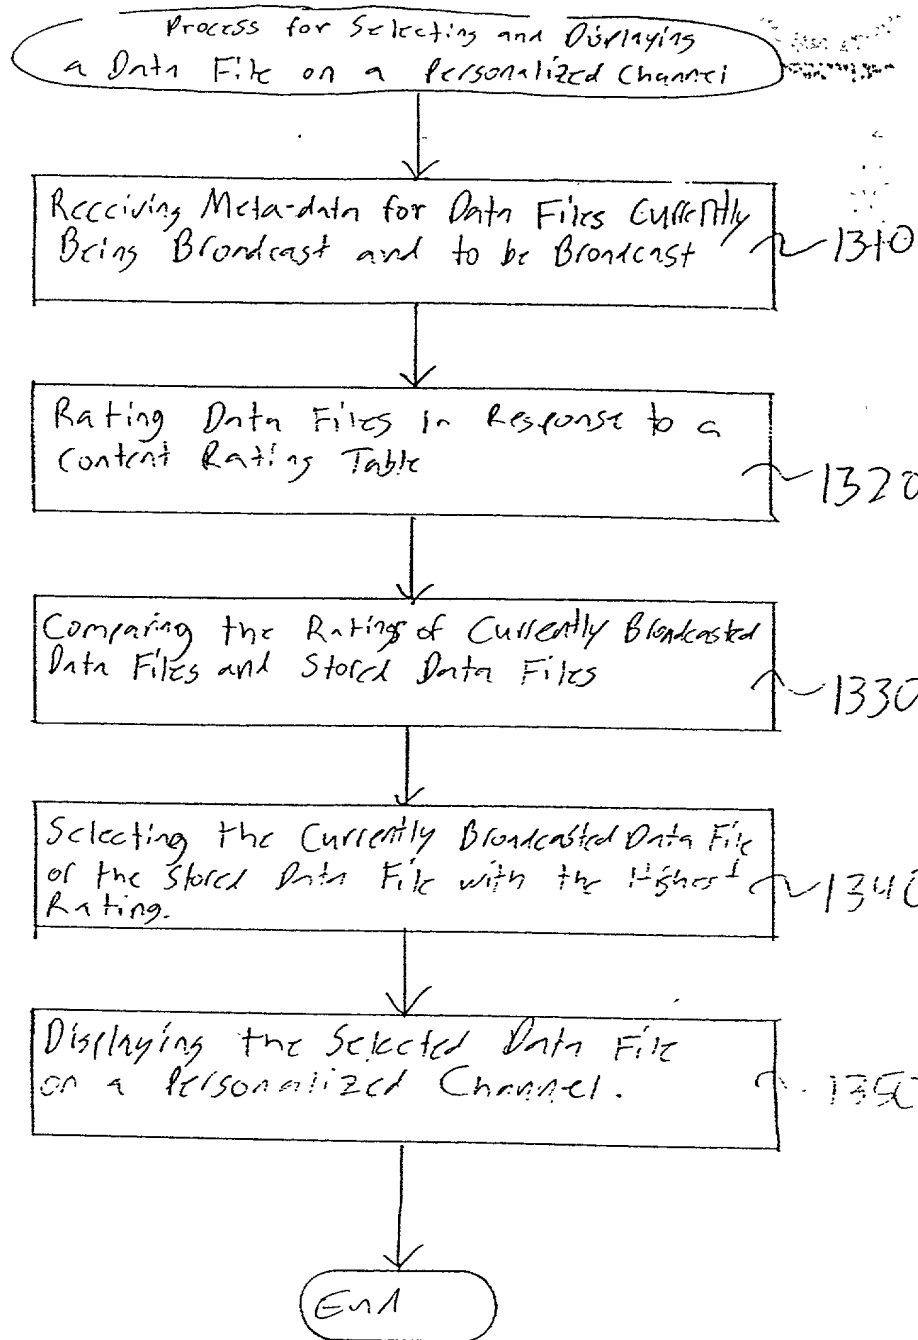 Process for Selecting and Displaying
a Data File on a Personalized Channel
Receiving Meta-data for Data Files Currently
Being Broadcast and to be Broadcast
1310
Rating Data Files in Response to a
Content Rating Table
1320
Comparing the Ratings of Currently Broadcasted
Data Files and Stored Data Files
1330
Selecting the Currently Broadcasted Data File
or the Stored Data File with the Highest
Rating.
1340
Displaying the Selected Data File
on a Personalized Channel.
1350
End